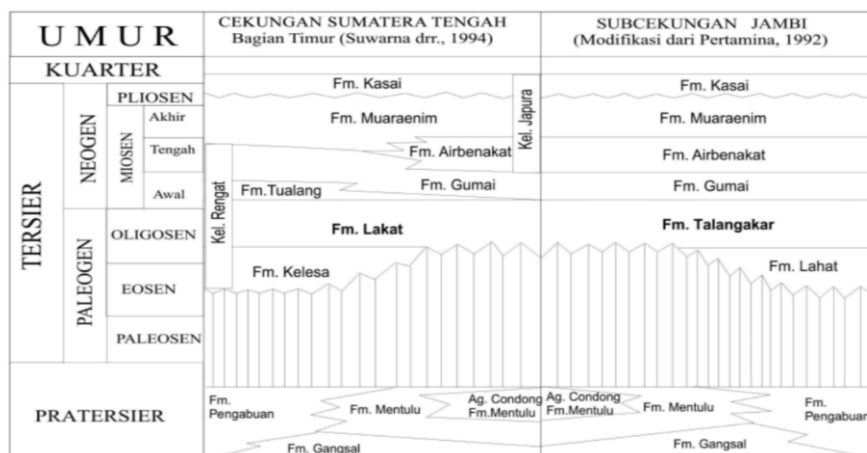 UMUR
CEKUNGAN SUMATERA TENGAH
Bagian Timur (Suwarna drr., 1994)
SUBCEKUNGAN JAMBI
(Modifikasi dari Pertamina, 1992)
KUARTER
Fm. Kasai
Fm. Kasai
TERSIER
NEOGEN
PLIOSEN
MIOSEN
Akhir
Tengah
Awal
Fm. Muaraenim
Kel. Japura
Fm. Muaraenim
Fm. Airbenakat
Fm. Airbenakat
Kel. Rengat
Fm.Tualang
Fm. Gumai
Fm. Gumai
PALEOGEN
OLIGOSEN
Fm. Lakat
Fm. Talangakar
EOSEN
Fm. Kelesa
Fm. Lahat
PALEOSEN
PRATERSIER
Fm.
Pengabuan
Fm. Mentulu
Ag. Condong
Fm.Mentulu
Ag. Condong
Fm.Mentulu
Fm. Mentulu
Fm.
Pengabuan
Fm. Gangsal
Fm. Gangsal